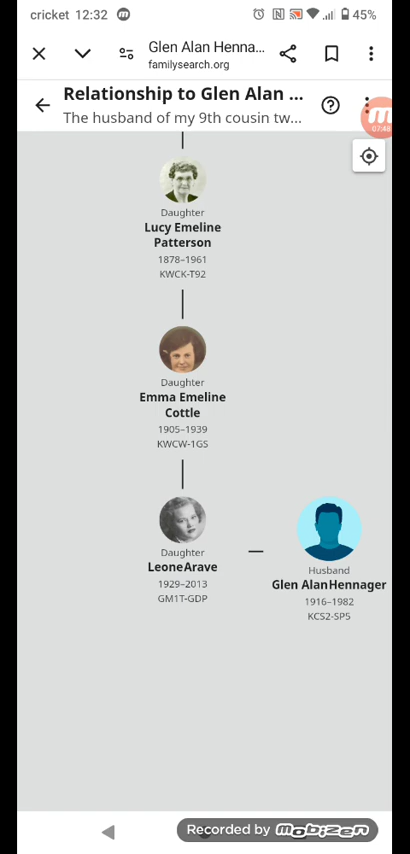 cricket 12:32
45%
Glen Alan Henna...
familysearch.org
Relationship to Glen Alan ...
The husband of my 9th cousin tw...
07:48
Daughter
Lucy Emeline
Patterson
1878–1961
KWCK-T92
Daughter
Emma Emeline
Cottle
1905–1939
KWCW-1GS
Daughter
LeoneArave
1929–2013
GM1T-GDP
Husband
Glen AlanHennager
1916–1982
KCS2-SP5
Recorded by mobizen